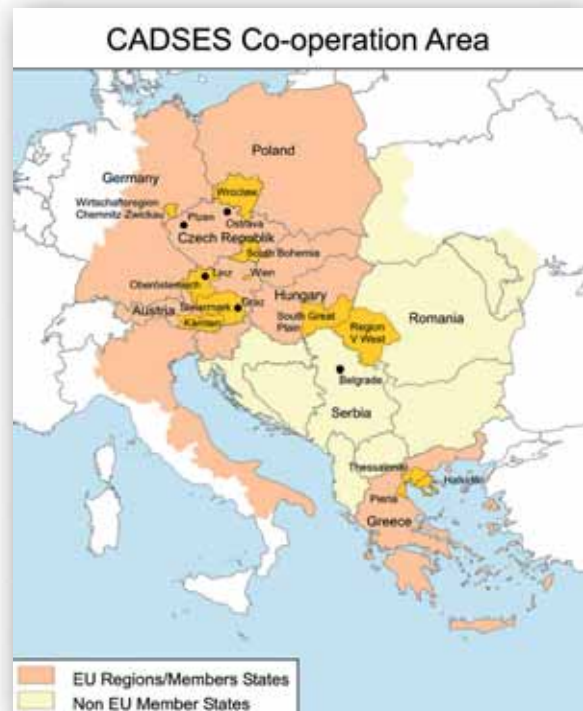 CADSES Co-operation Area
Poland
Germany
Wroclaw
Wirtschaftsregion
Chemnitz-Zwickau
Plzen
Ostrava
Czech Republik
South Bohemia
Linz
Wien
Oberösterreich
Hungary
Steiermark
Graz
Austria
South Great
Plain
Kärnten
Romania
Region
V West
Belgrade
Serbia
Thessaloniki
Halkidiki
Pieria
Greece
EU Regions/Members States
Non EU Member States